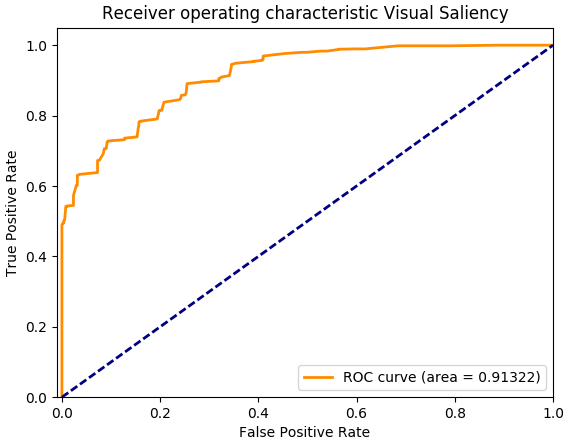 Receiver operating characteristic Visual Saliency
1.0
0.8
0.6
0.4
0.2
0.0
True Positive Rate
ROC curve (area = 0.91322)
0.0 0.2 0.4 0.6 0.8 1.0
False Positive Rate